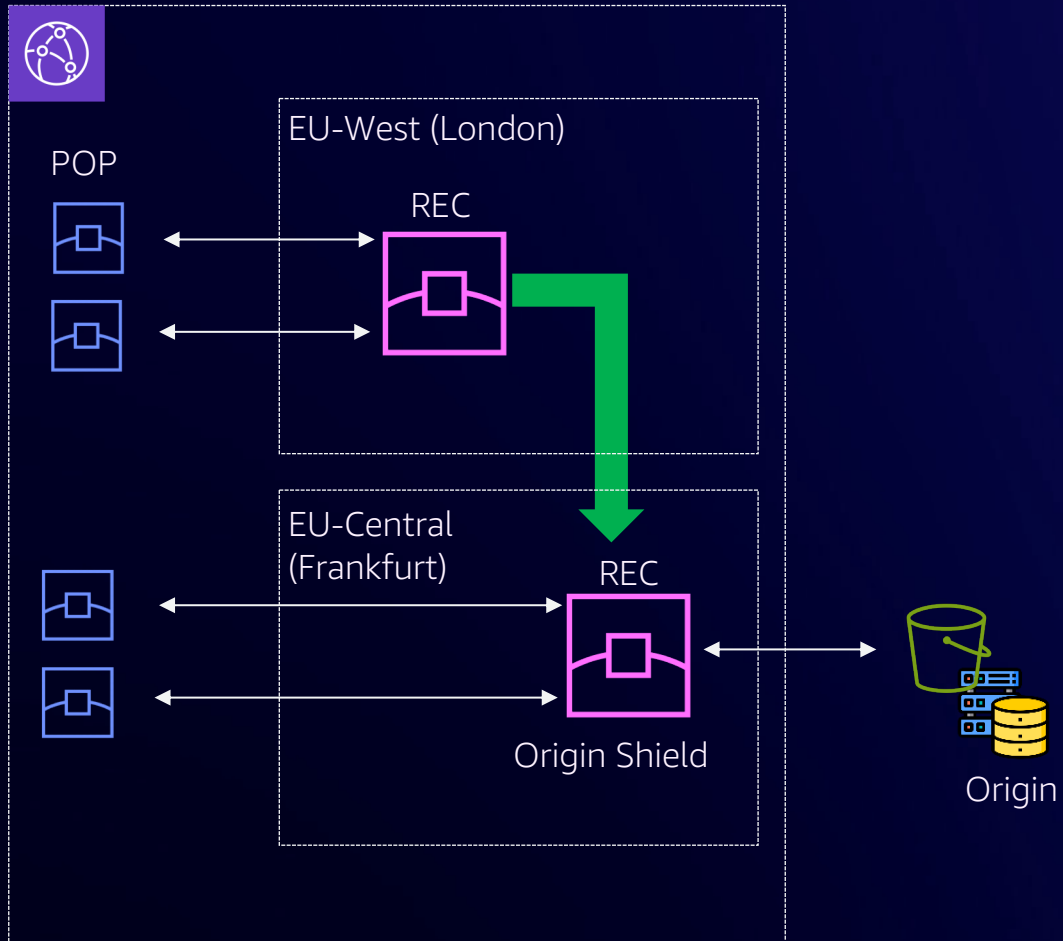 POP
EU-West (London)
REC
EU-Central
(Frankfurt)
REC
Origin Shield
Origin